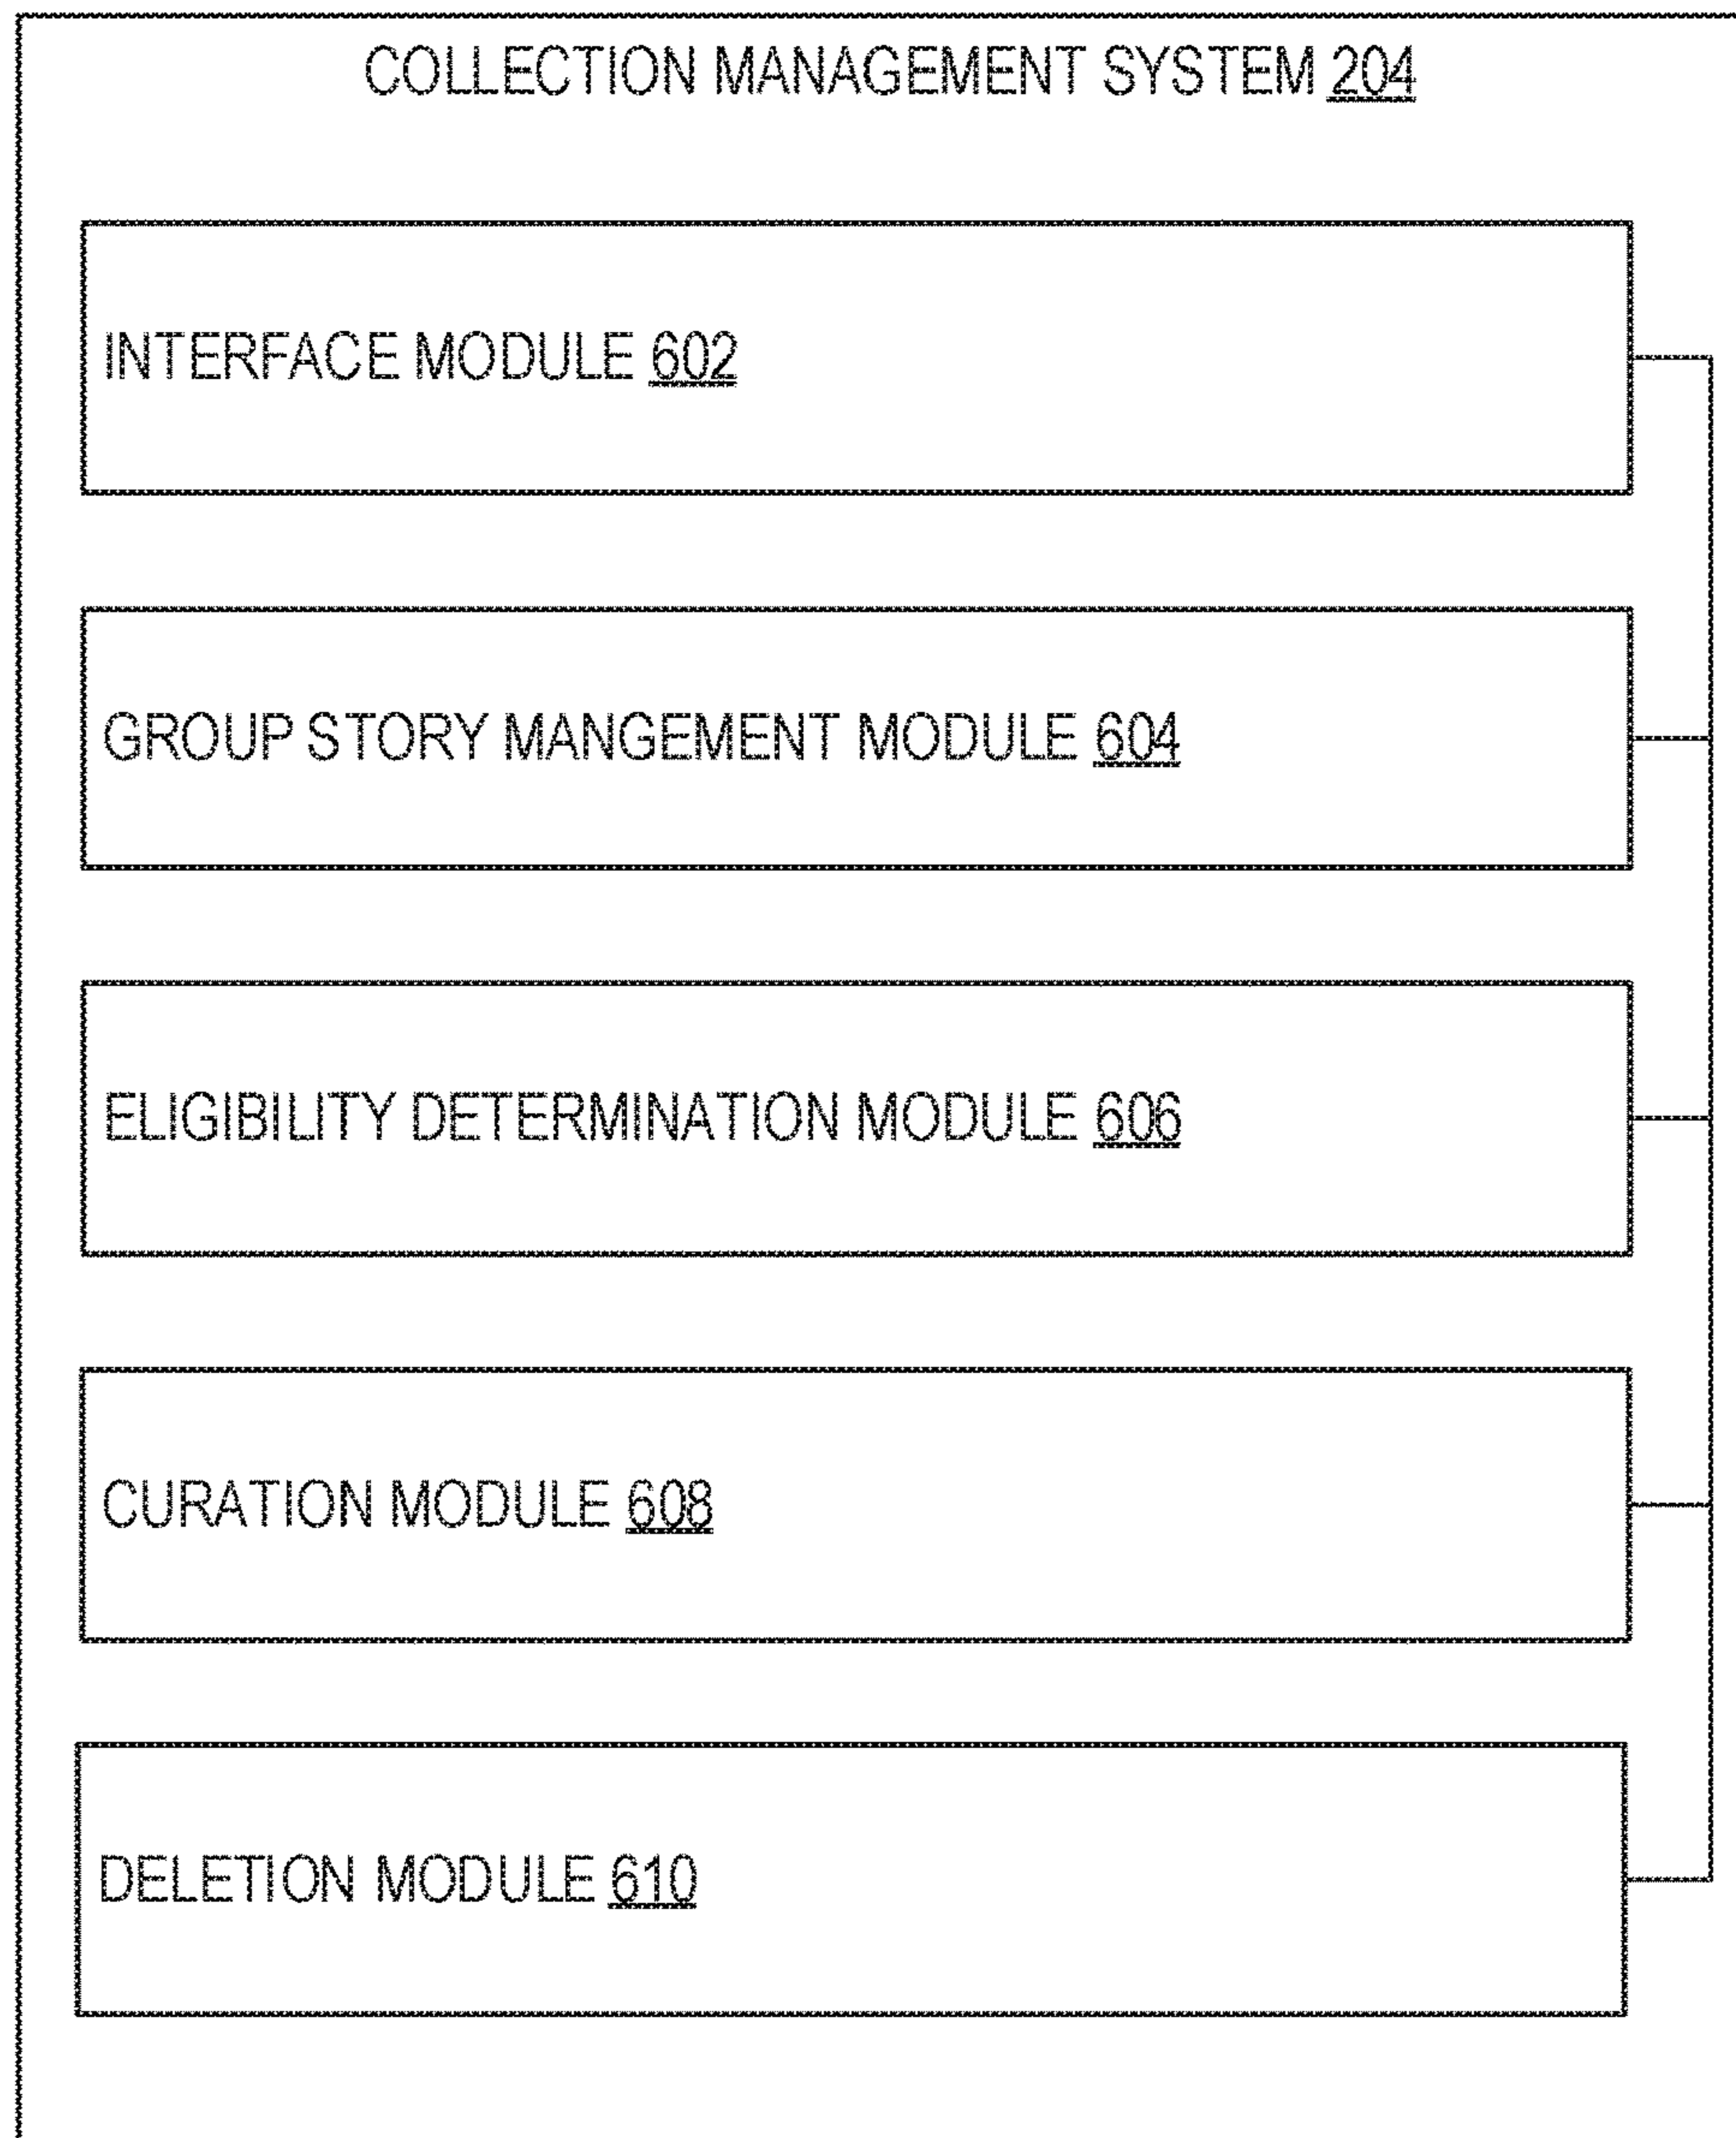 COLLECTION MANAGEMENT SYSTEM 204
INTERFACE MODULE 602
GROUP STORY MANGEMENT MODULE 604
ELIGIBILITY DETERMINATION MODULE 606
CURATION MODULE 608
DELETION MODULE 610